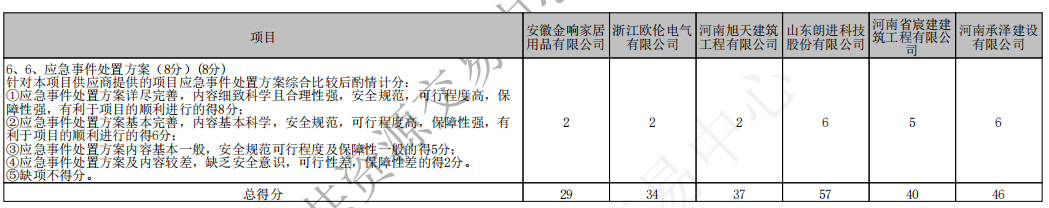 项目
安徽金响家居
用品有限公司
浙江欧伦电气
有限公司
河南旭天建筑
工程有限公司
山东朗进科技
股份有限公司
河南省宸建建
筑工程有限公
司
河南承泽建设
有限公司
6、6、应急事件处置方案（8分）(8分)
针对本项目供应商提供的项目应急事件处置方案综合比较后酌情计分：
①应急事件处置方案详尽完善，内容细致科学且合理性强，安全规范，可行程度高，保
障性强，有利于项目的顺利进行的得8分；
②应急事件处置方案基本完善，内容基本科学，安全规范，可行程度高，保障性强，有
利于项目的顺利进行的得6分；
③应急事件处置方案内容基本一般，安全规范可行程度及保障性一般的得5分；
④应急事件处置方案及内容较差，缺乏安全意识，可行性差，保障性差的得2分。
⑤缺项不得分。
2 2 2 6 5 6
总得分 29 34 37 57 40 46
共资源交易中
易中心